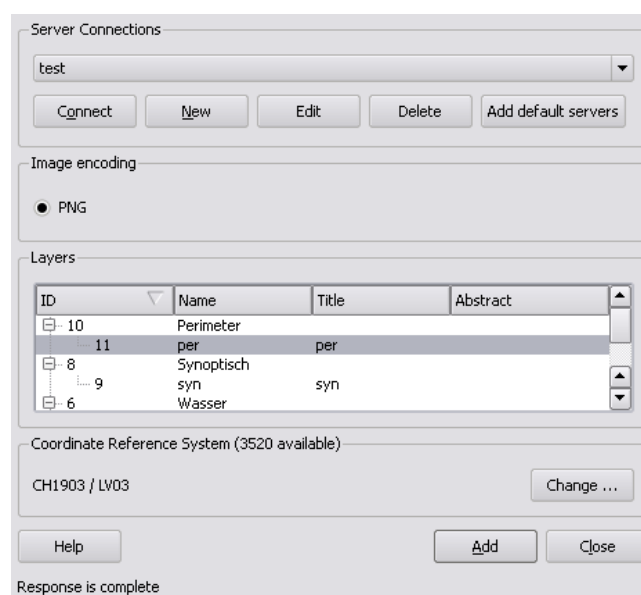 Server Connections
test
Connect New Edit Delete Add default servers
Image encoding
PNG
Layers
ID Name Title Abstract
10 Perimeter
11 per per
8 Synoptisch
9 syn syn
6 Wasser
Coordinate Reference System (3520 available)
CH1903 / LV03
Change ...
Help Add Close
Response is complete